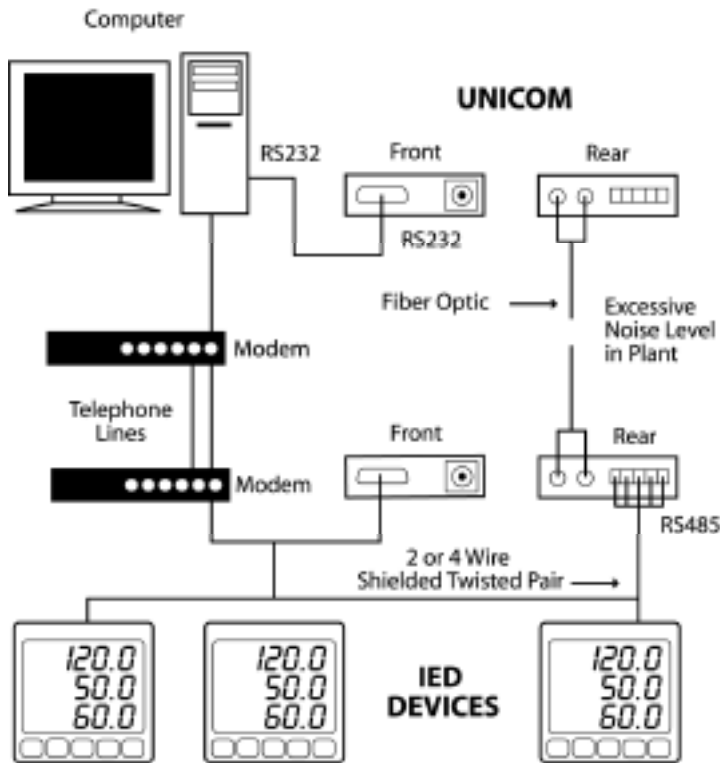 Computer
UNICOM
RS232
Front
Rear
RS232
Fiber Optic
Excessive
Noise Level
in Plant
Modem
Telephone
Lines
Front
Rear
Modem
RS485
2 or 4 Wire
Shielded Twisted Pair
120.0
50.0
60.0
120.0
50.0
60.0
IED
DEVICES
120.0
50.0
60.0